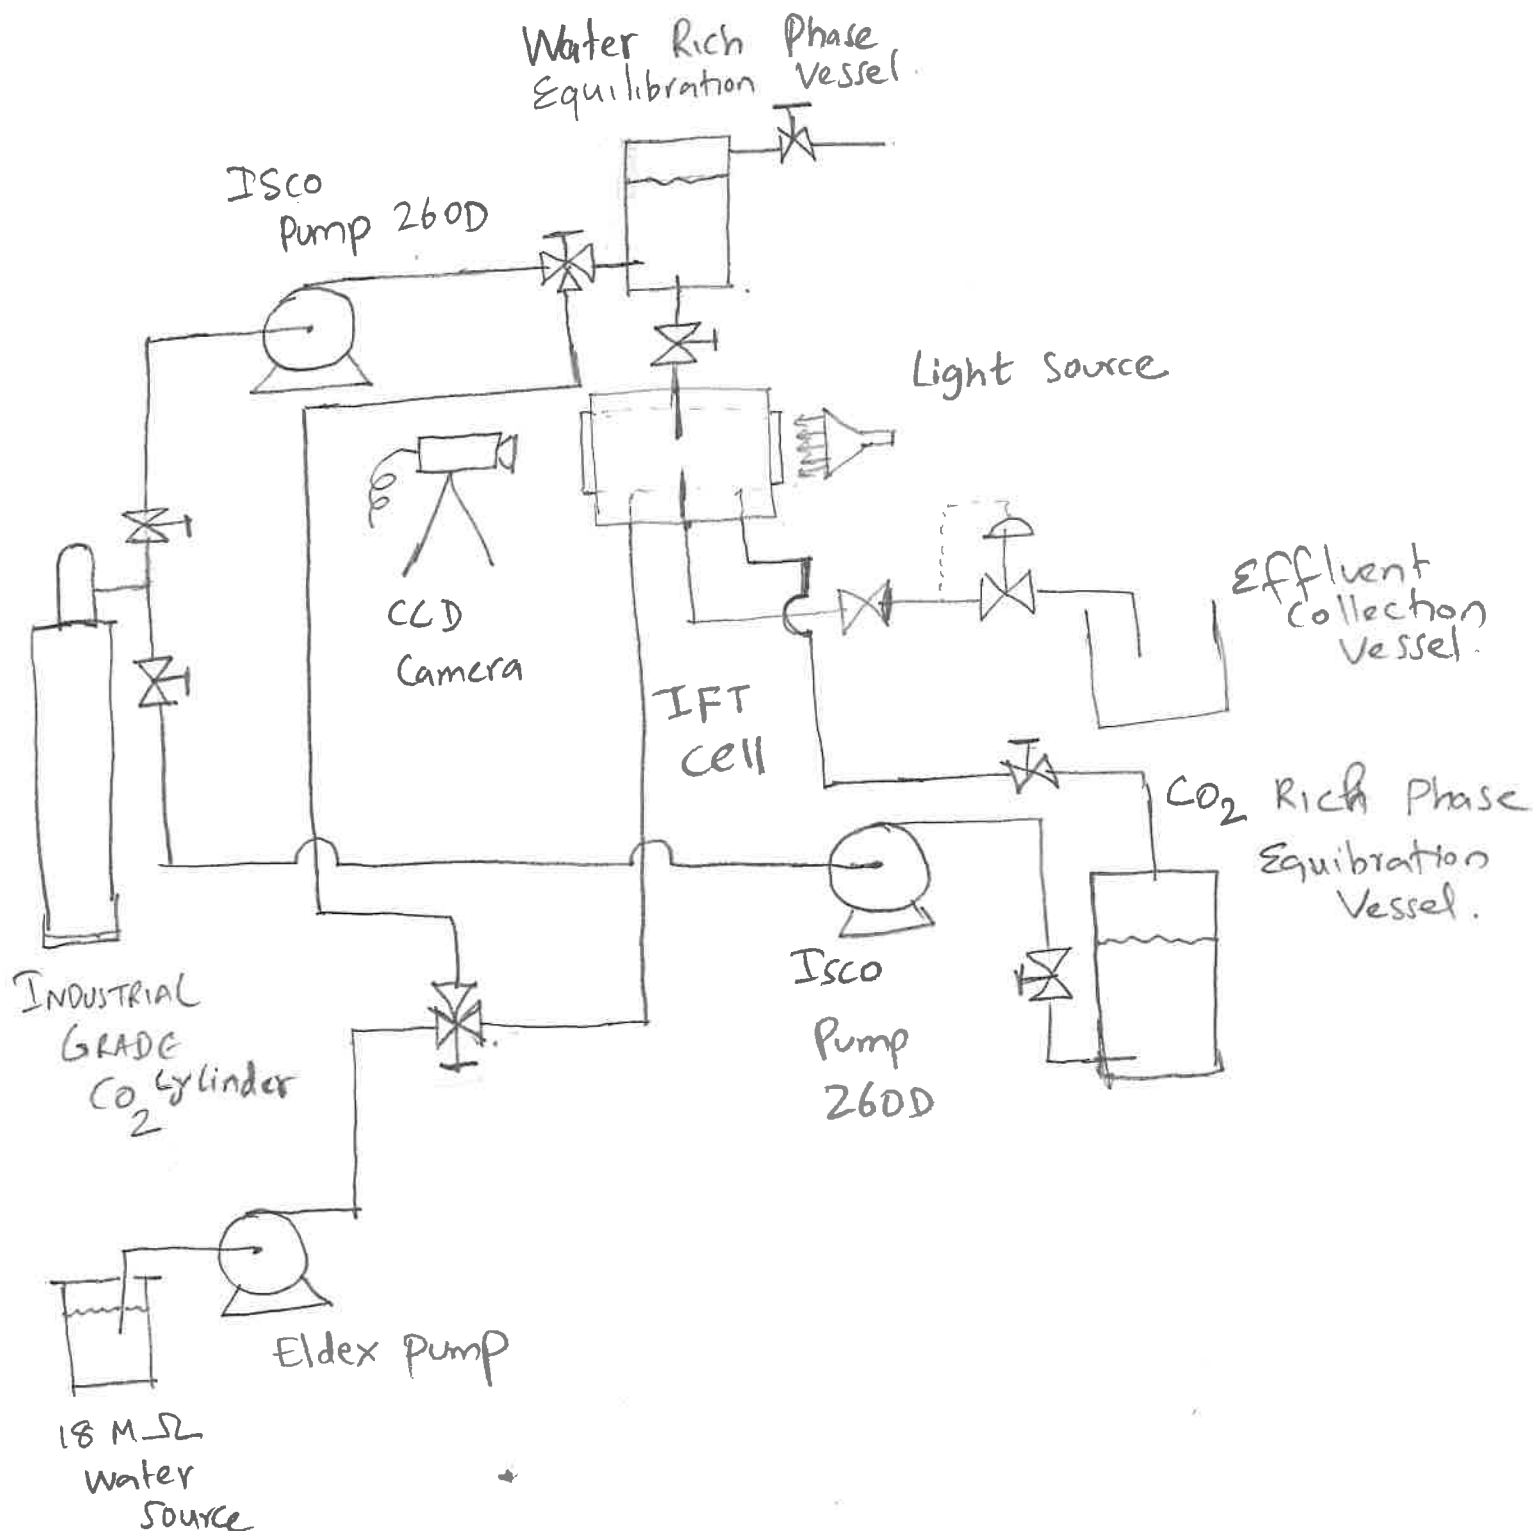 Water Rich Phase
Equilibration Vessel.
ISCO
Pump 260D
Light Source
CCD
Camera
Effluent
Collection
Vessel.
IFT
Cell
CO2 Rich Phase
Equibration
Vessel.
INDUSTRIAL
GRADE
CO2 Cylinder
Isco
Pump
260D
Eldex Pump
18 M Ω
Water
Source